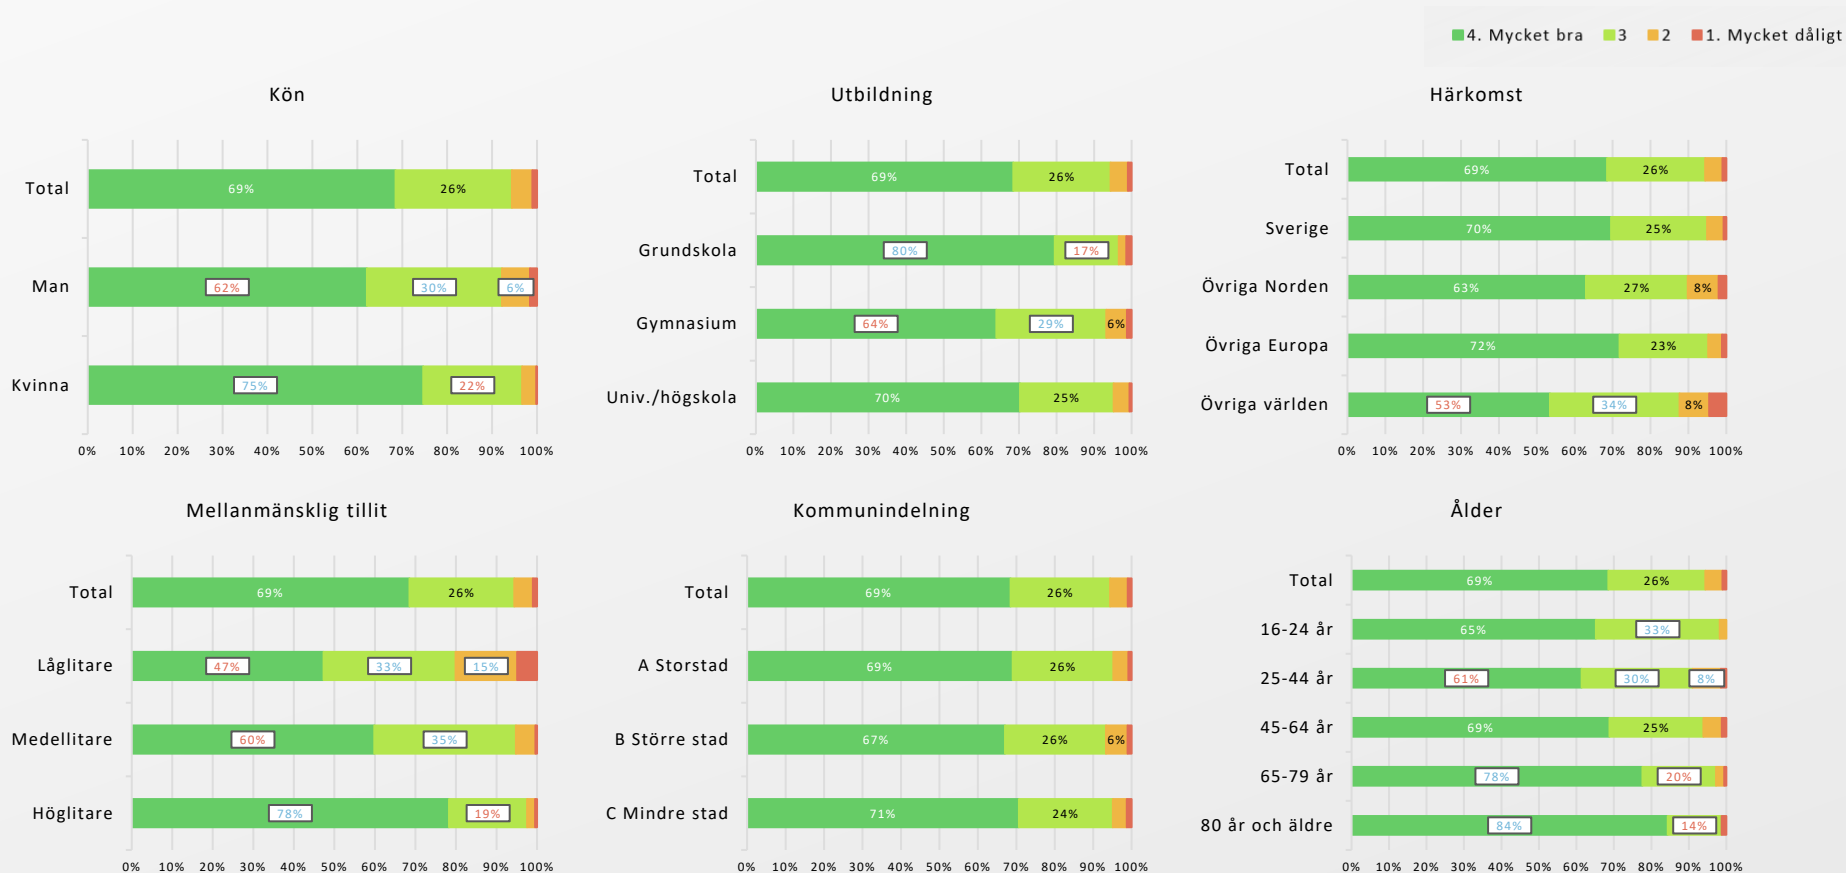 4. Mycket bra 3 2 1. Mycket dåligt
Kön
Total 69% 26%
Man 62% 30% 6%
Kvinna 75% 22%
0% 10% 20% 30% 40% 50% 60% 70% 80% 90% 100%
Utbildning
Total 69% 26%
Grundskola 80% 17%
Gymnasium 64% 29% 6%
Univ./högskola 70% 25%
0% 10% 20% 30% 40% 50% 60% 70% 80% 90% 100%
Härkomst
Total 69% 26%
Sverige 70% 25%
Övriga Norden 63% 27% 8%
Övriga Europa 72% 23%
Övriga världen 53% 34% 8%
0% 10% 20% 30% 40% 50% 60% 70% 80% 90% 100%
Mellanmänsklig tillit
Total 69% 26%
Låglitare 47% 33% 15%
Medellitare 60% 35%
Höglitare 78% 19%
0% 10% 20% 30% 40% 50% 60% 70% 80% 90% 100%
Kommunindelning
Total 69% 26%
A Storstad 69% 26%
B Större stad 67% 26% 6%
C Mindre stad 71% 24%
0% 10% 20% 30% 40% 50% 60% 70% 80% 90% 100%
Ålder
Total 69% 26%
16-24 år 65% 33%
25-44 år 61% 30% 8%
45-64 år 69% 25%
65-79 år 78% 20%
80 år och äldre 84% 14%
0% 10% 20% 30% 40% 50% 60% 70% 80% 90% 100%